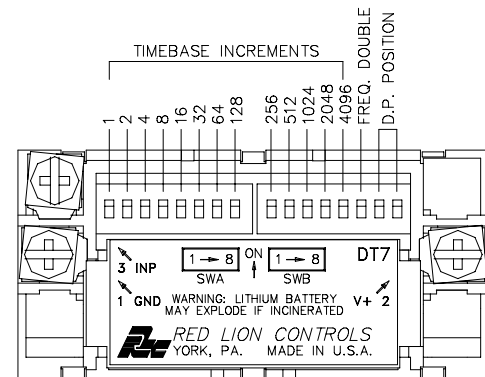 TIMEBASE INCREMENTS
1
2
4
8
16
32
64
128
256
512
1024
2048
4096
FREQ. DOUBLE
D.P. POSITION
3 INP
1 → 8
SWA
ON
1 → 8
SWB
DT7
1 GND
WARNING: LITHIUM BATTERY
MAY EXPLODE IF INCINERATED
V+ 2
RED LION CONTROLS
YORK, PA. MADE IN U.S.A.